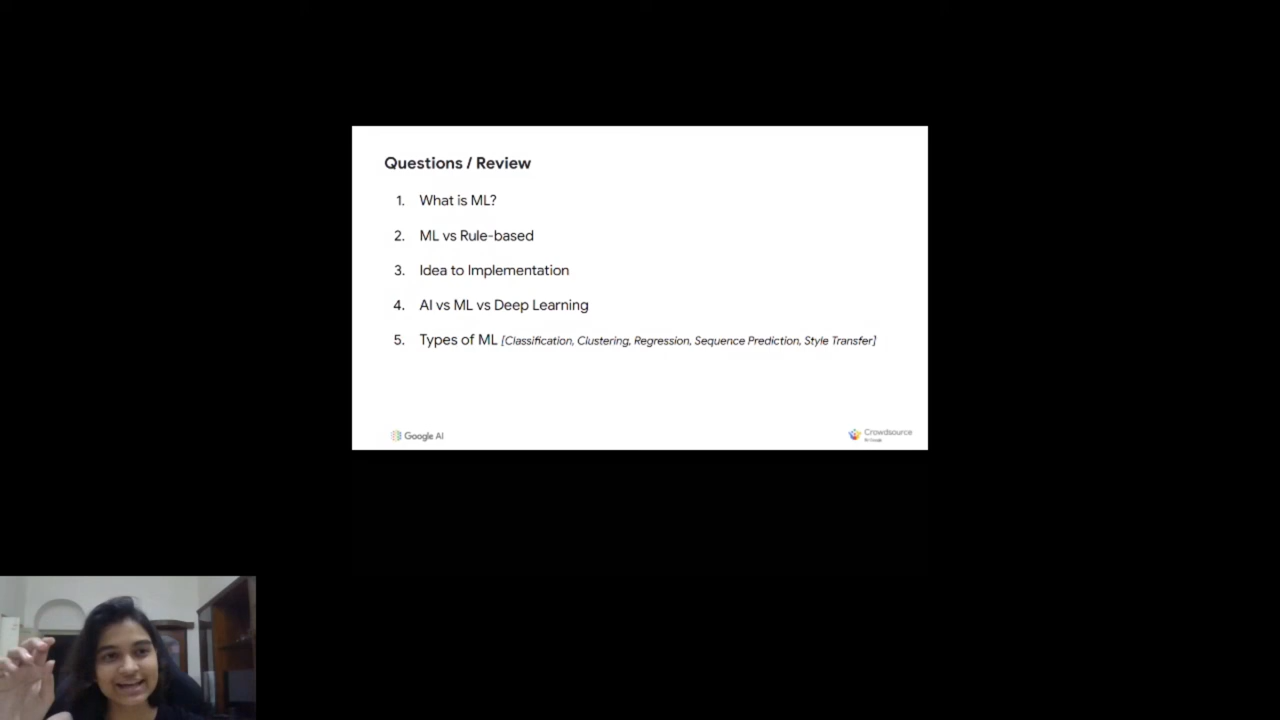 Questions / Review
1. What is ML?
2. ML vs Rule-based
3. Idea to Implementation
4. AI vs ML vs Deep Learning
5. Types of ML [Classification, Clustering, Regression, Sequence Prediction, Style Transfer]
Google AI
Crowdsource